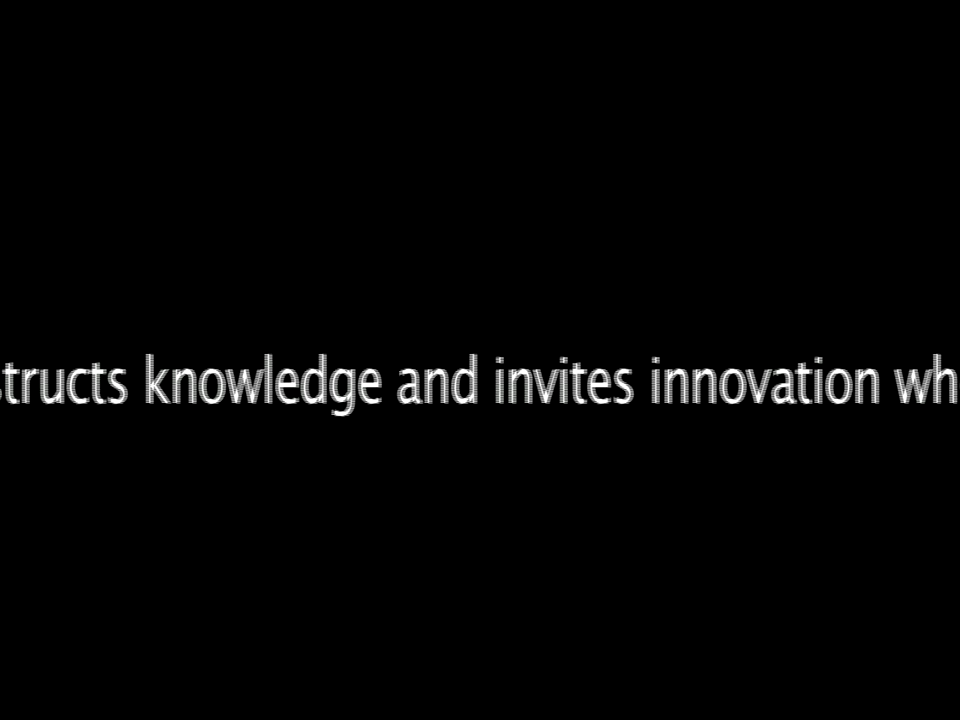 structs knowledge and invites innovation wh